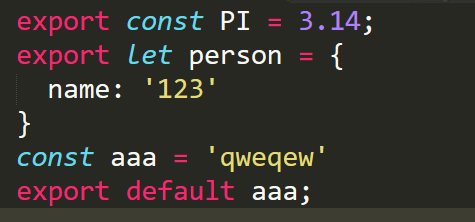 export const PI = 3.14;
export let person = {
  name: '123'
}
const aaa = 'qweqew'
export default aaa;